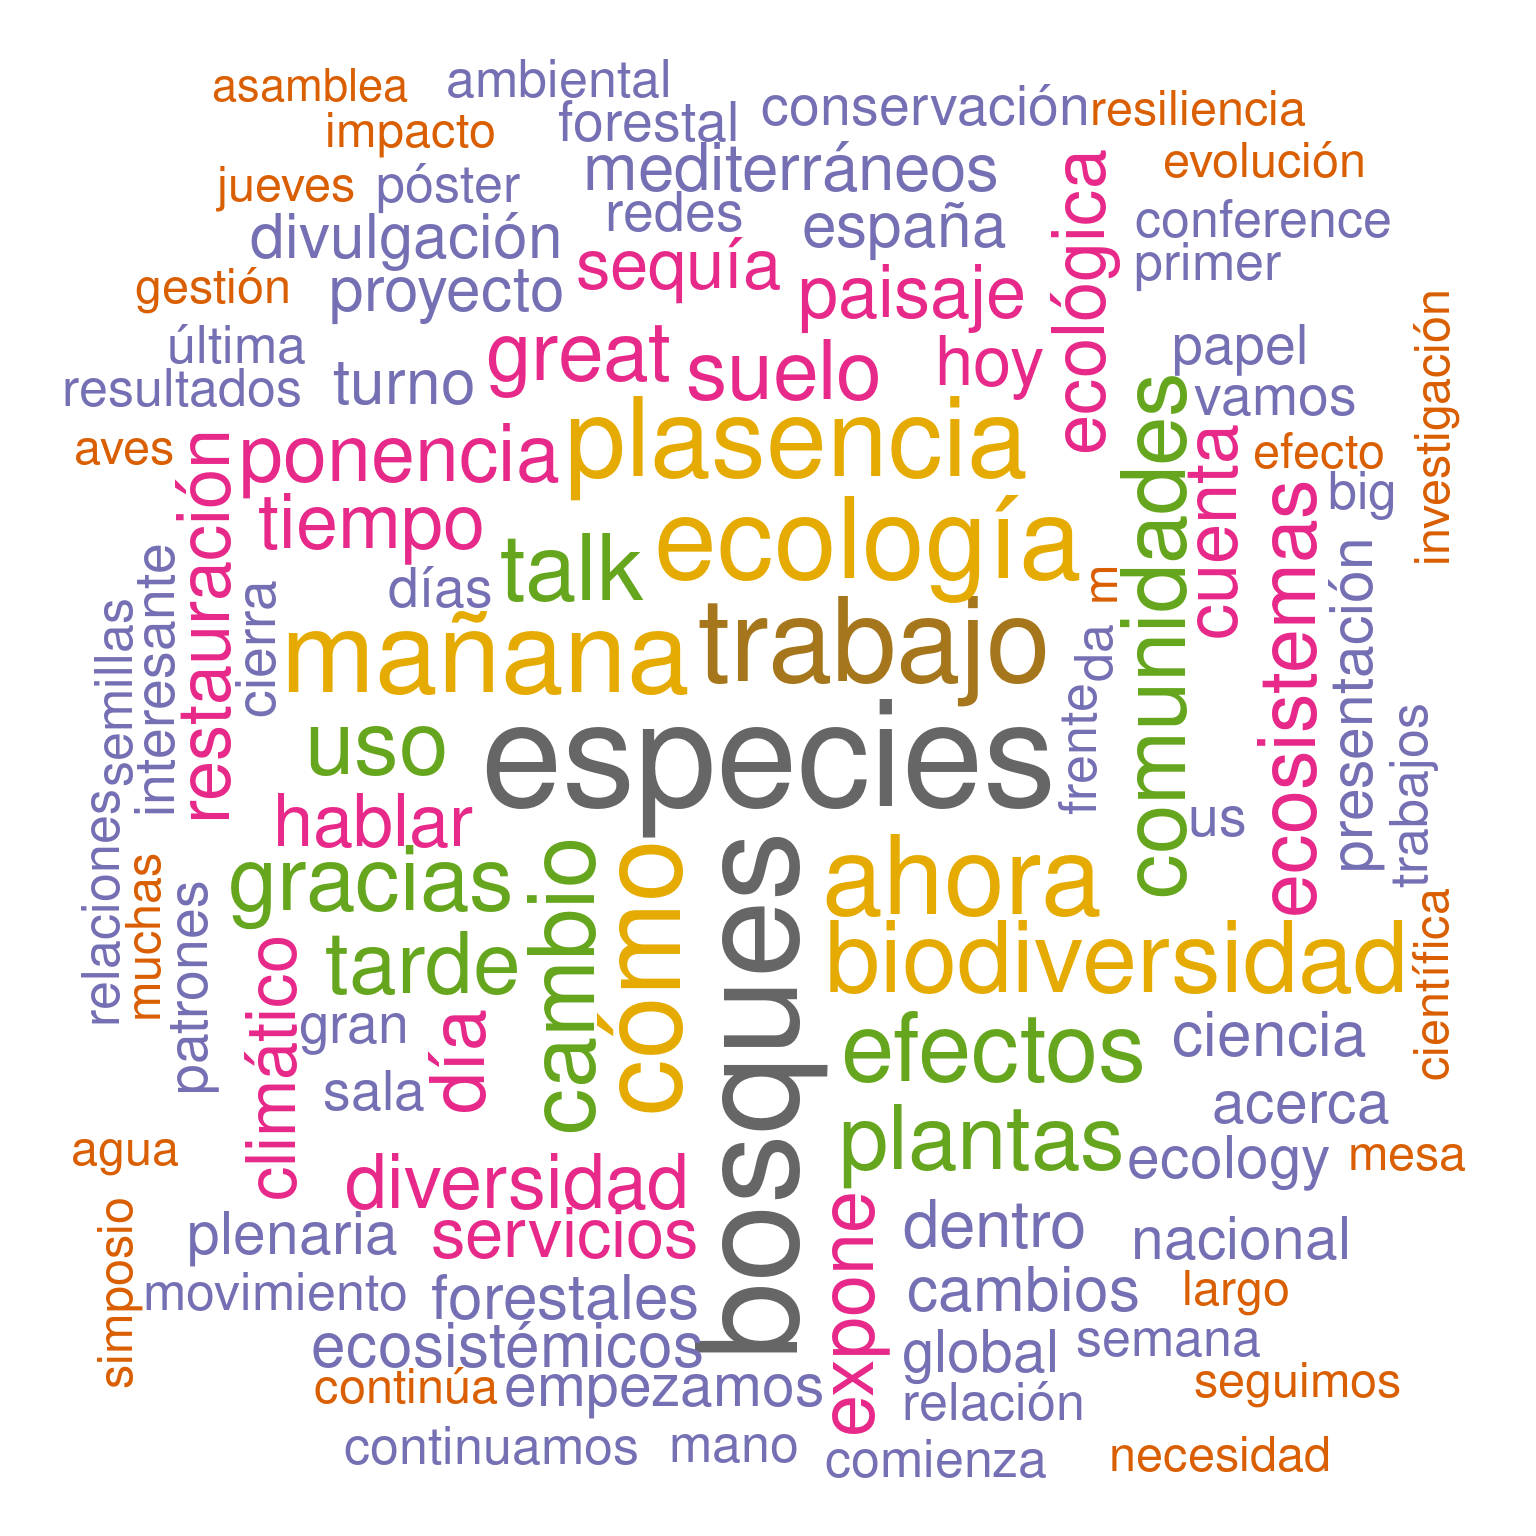 asamblea
ambiental
impacto
forestal
conservación
resiliencia
jueves
póster
mediterráneos
evolución
redes
españa
conference
divulgación
sequía
paisaje
ecológica
primer
gestión
proyecto
última
great
suelo
hoy
papel
resultados
turno
vamos
investigación
aves
ponencia
plasencia
comunidades
cuenta
efecto
restauración
tiempo
ecología
ecosistemas
big
días
talk
m
presentación
semillas
interesante
cierra
mañana
trabajo
da
frente
trabajos
uso
especies
us
relaciones
hablar
muchas
gracias
cambio
cómo
bosques
ahora
patrones
tarde
biodiversidad
científica
climático
gran
día
efectos
ciencia
sala
plantas
acerca
agua
ecology
mesa
diversidad
simposio
plenaria
servicios
expone
dentro
nacional
movimiento
forestales
cambios
largo
ecosistémicos
global
semana
continúa
empezamos
relación
seguimos
continuamos
mano
comienza
necesidad